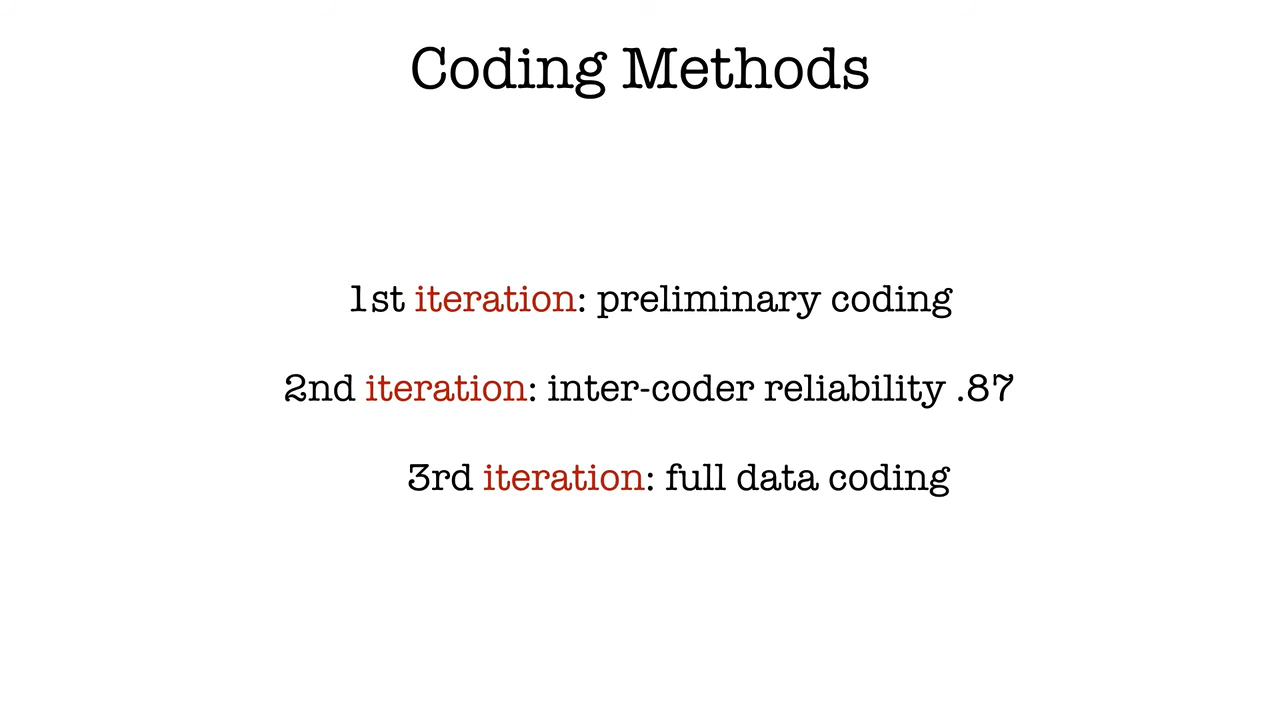 Coding Methods
1st iteration: preliminary coding
2nd iteration: inter-coder reliability .87
3rd iteration: full data coding